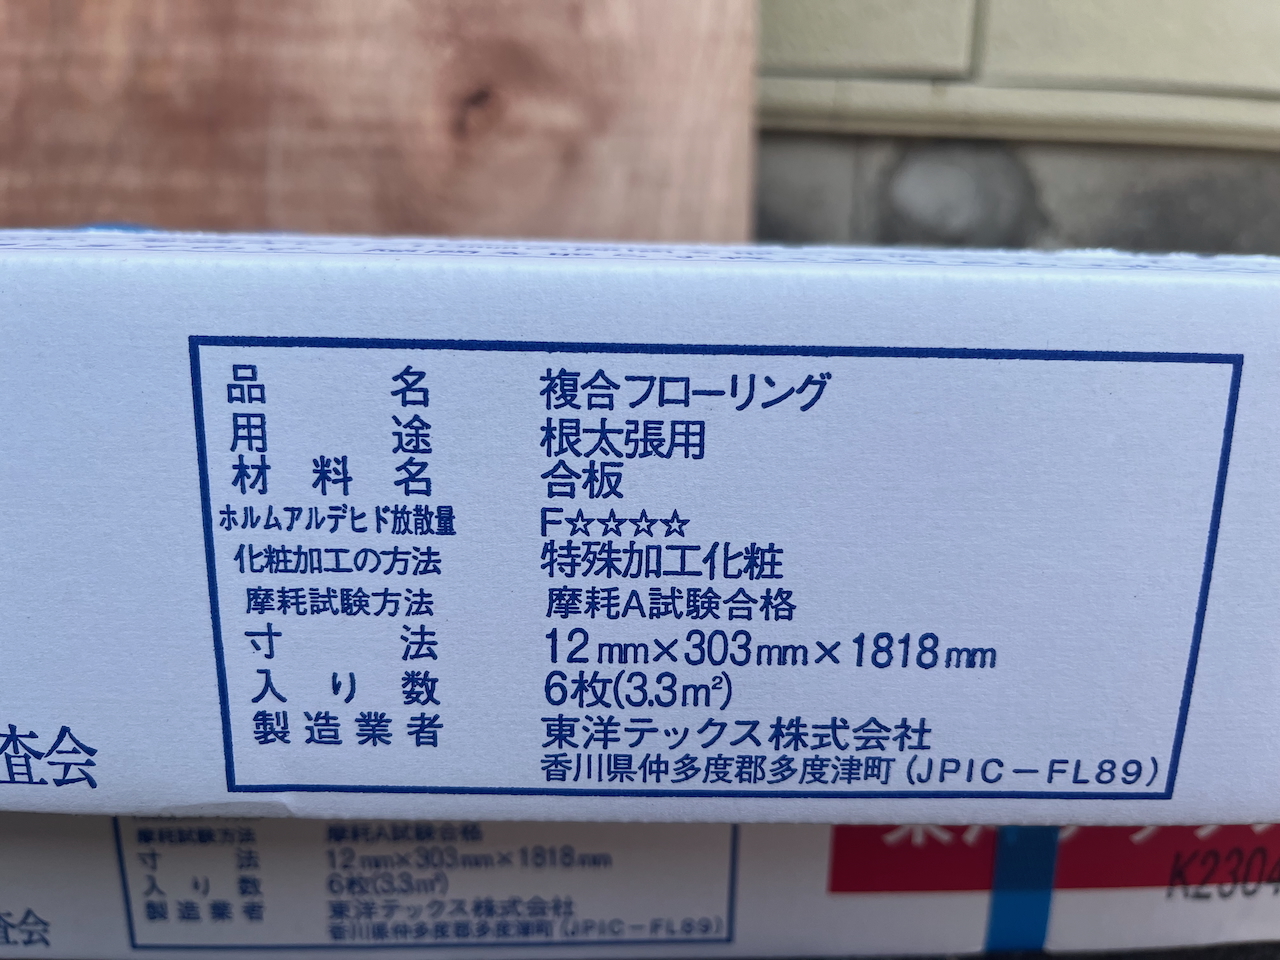 品名 複合フローリング
用途 根太張用
材料名 合板
ホルムアルデヒド放散量 F☆☆☆☆
化粧加工の方法 特殊加工化粧
摩耗試験方法 摩耗A試験合格
寸法 12mm×303mm×1818mm
入り数 6枚(3.3m²)
製造業者 東洋テックス株式会社
香川県仲多度郡多度津町(JPIC-FL89)
査会
摩耗試験方法 摩耗A試験合格
寸法 12mm×303mm×1818mm
入り数 6枚(3.3m²)
製造業者 東洋テックス株式会社
香川県仲多度郡多度津町(JPIC-FL89)
査会
K2304